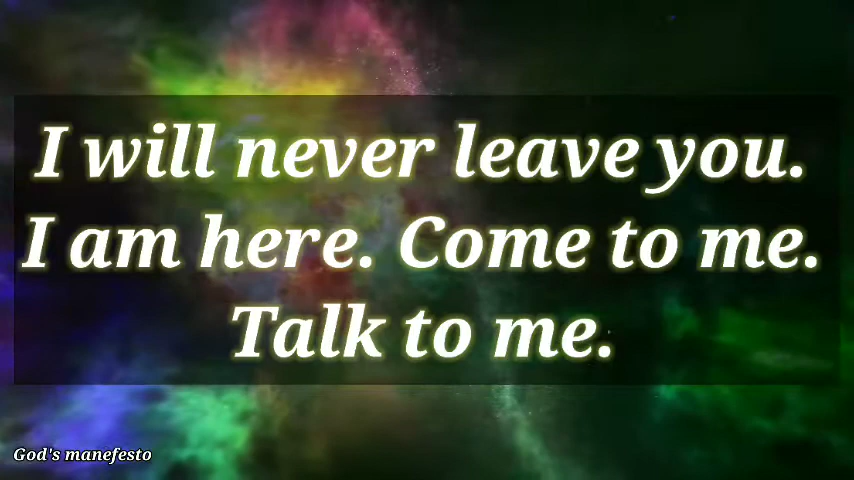 I will never leave you.
I am here. Come to me.
Talk to me.
God's manefesto